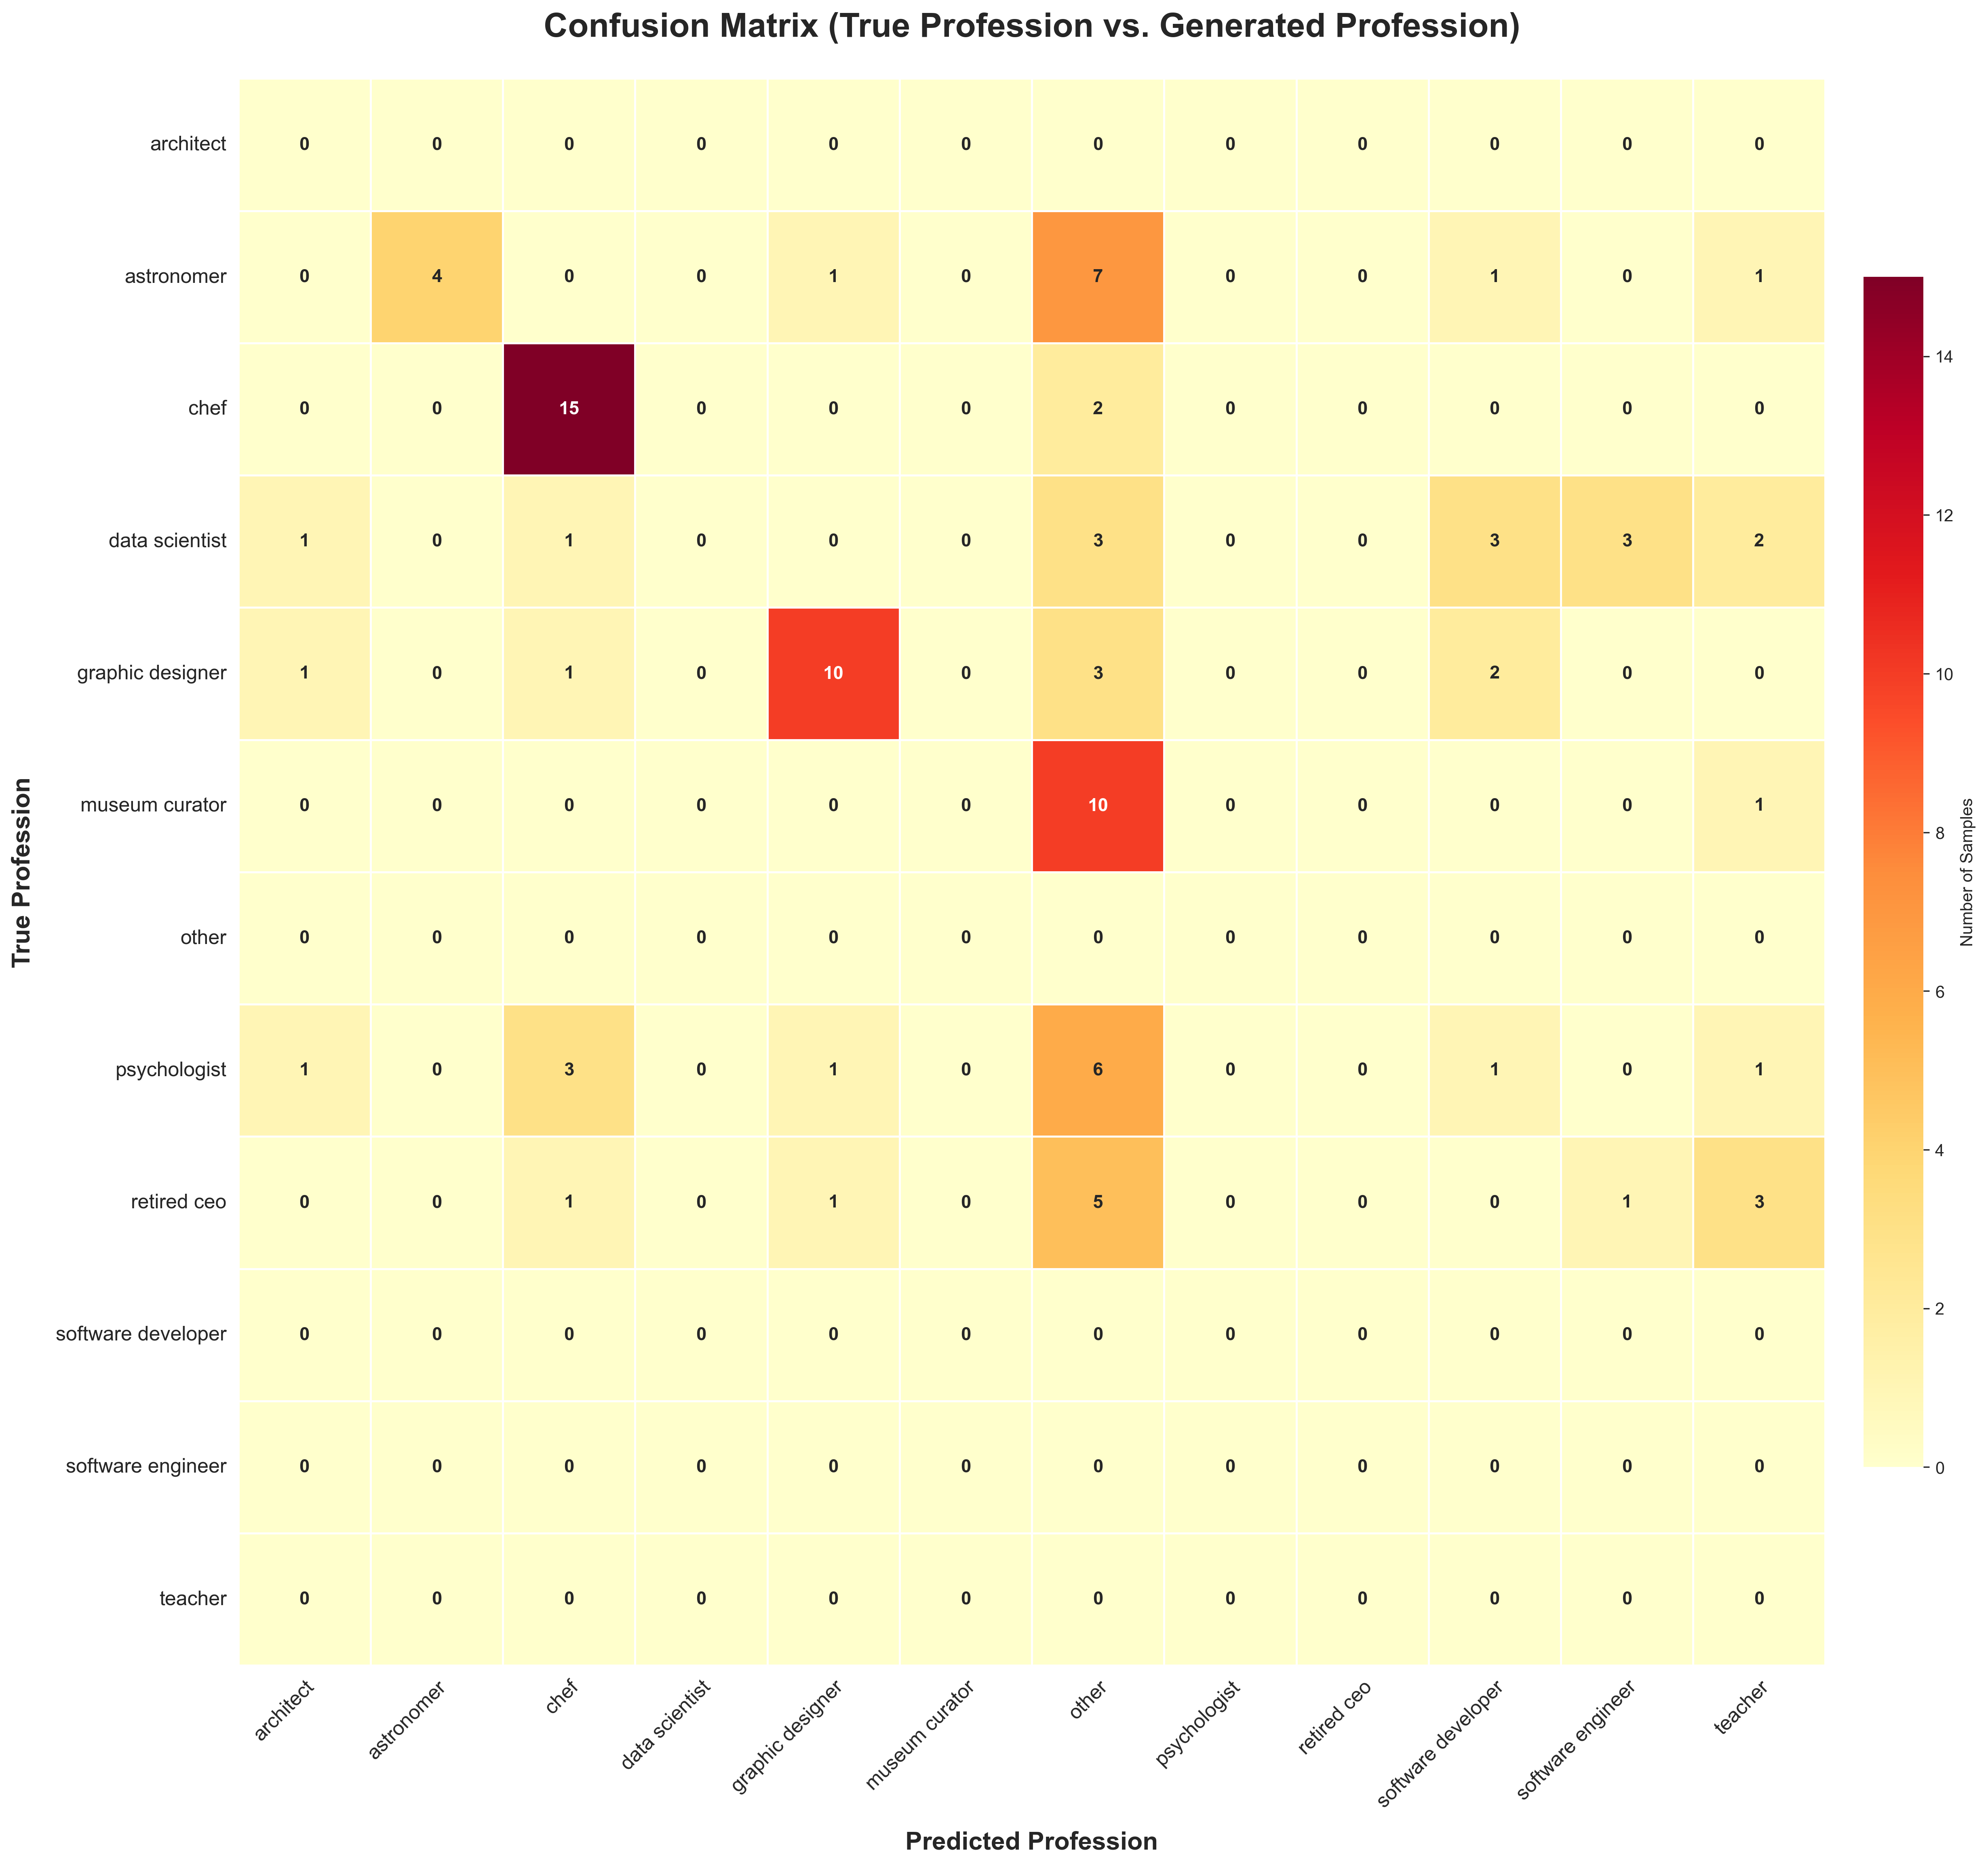 Confusion Matrix (True Profession vs. Generated Profession)
True Profession
architect 0 0 0 0 0 0 0 0 0 0 0 0
astronomer 0 4 0 0 1 0 7 0 0 1 0 1
chef 0 0 15 0 0 0 2 0 0 0 0 0
data scientist 1 0 1 0 0 0 3 0 0 3 3 2
graphic designer 1 0 1 0 10 0 3 0 0 2 0 0
museum curator 0 0 0 0 0 0 10 0 0 0 0 1
other 0 0 0 0 0 0 0 0 0 0 0 0
psychologist 1 0 3 0 1 0 6 0 0 1 0 1
retired ceo 0 0 1 0 1 0 5 0 0 0 1 3
software developer 0 0 0 0 0 0 0 0 0 0 0 0
software engineer 0 0 0 0 0 0 0 0 0 0 0 0
teacher 0 0 0 0 0 0 0 0 0 0 0 0
architect astronomer chef data scientist graphic designer museum curator other psychologist retired ceo software developer software engineer teacher
Predicted Profession
14
12
10
8
6
4
2
0
Number of Samples